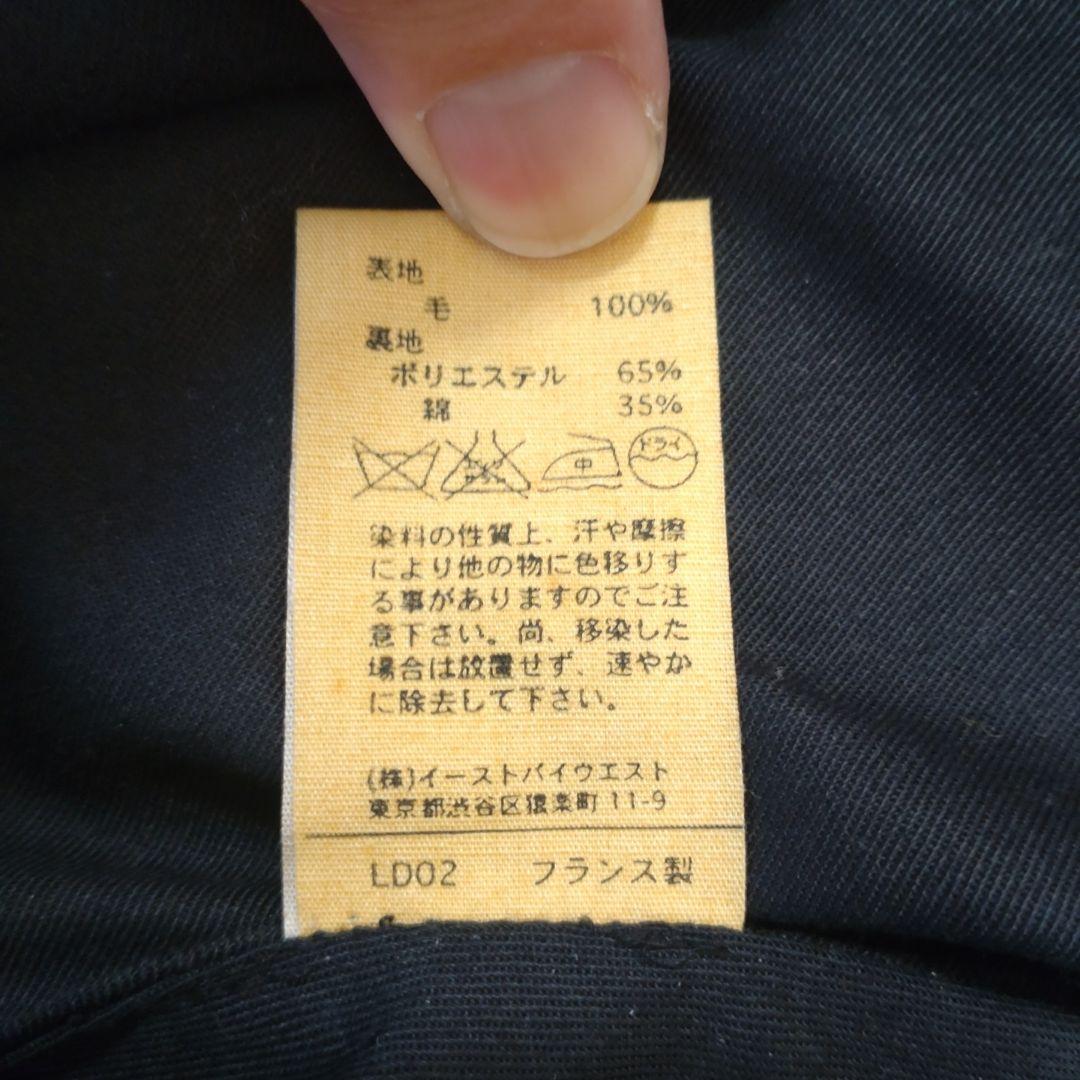 表地
毛 100%
裏地
ポリエステル 65%
綿 35%
中 ドライ
染料の性質上、汗や摩擦
により他の物に色移りす
る事がありますのでご注
意下さい。尚、移染した
場合は放置せず、速やか
に除去して下さい。
(株)イーストバイウエスト
東京都渋谷区猿楽町 11-9
LD02 フランス製